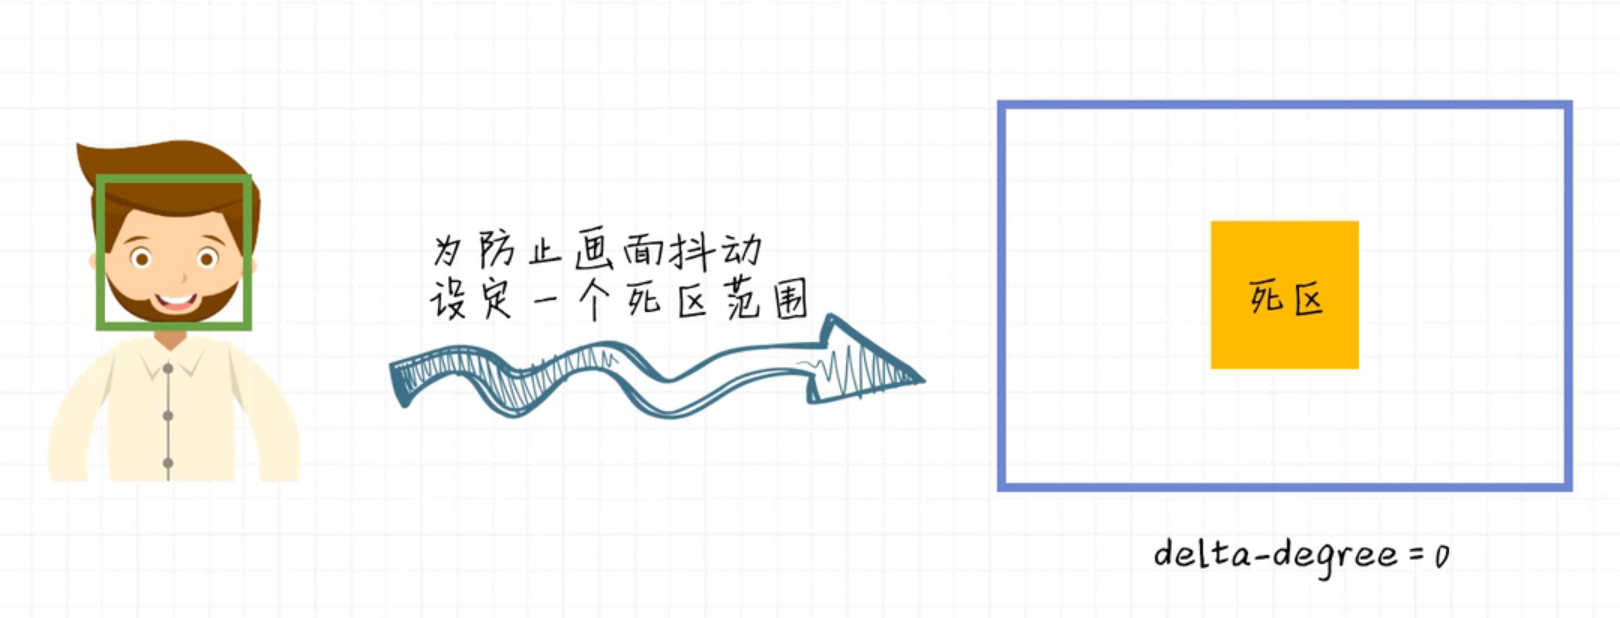 为防止画面抖动
设定一个死区范围
死区
delta-degree = 0